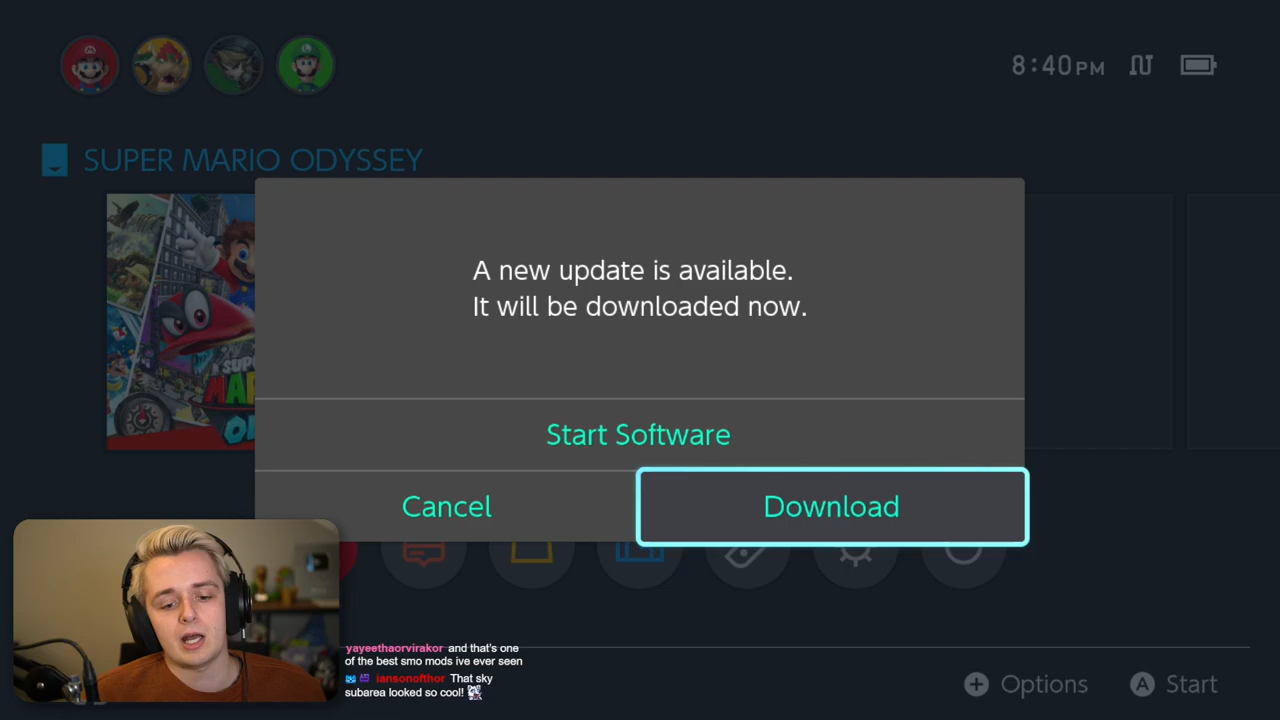 8:40PM
SUPER MARIO ODYSSEY
A new update is available.
It will be downloaded now.
Start Software
Cancel
Download
yayeethaorvirakor and that's one
of the best smo mods ive ever seen
iansonofthor That sky
subarea looked so cool!
Options
A Start